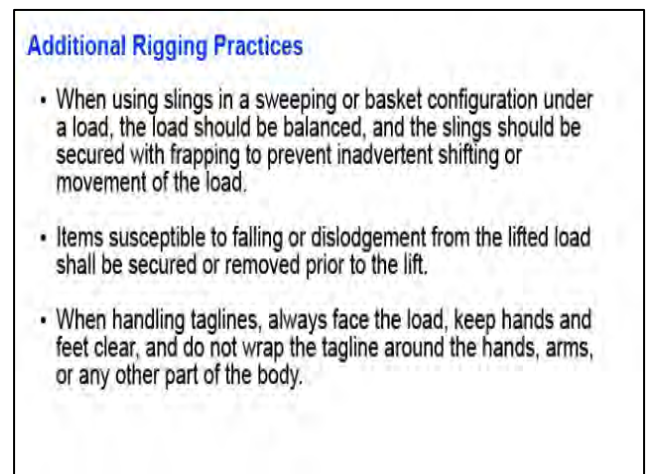 Additional Rigging Practices
• When using slings in a sweeping or basket configuration under
a load, the load should be balanced, and the slings should be
secured with frapping to prevent inadvertent shifting or
movement of the load.
• Items susceptible to falling or dislodgement from the lifted load
shall be secured or removed prior to the lift.
• When handling taglines, always face the load, keep hands and
feet clear, and do not wrap the tagline around the hands, arms,
or any other part of the body.